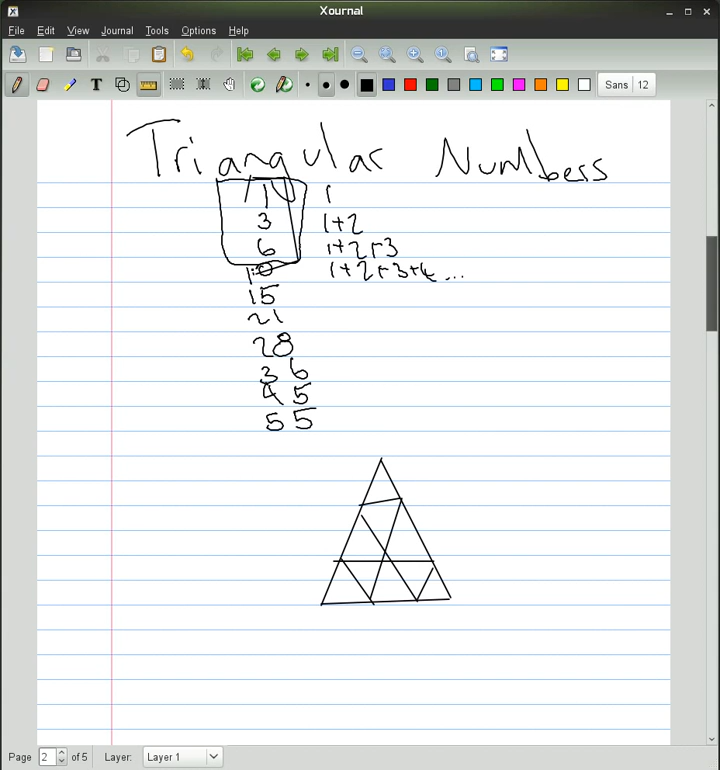 Xournal
File Edit View Journal Tools Options Help
Sans 12
Triangular Numbers
1 1
3 1+2
6 1+2+3
10 1+2+3+4 ...
15
21
28
36
45
55
Page 2 of 5 Layer: Layer 1